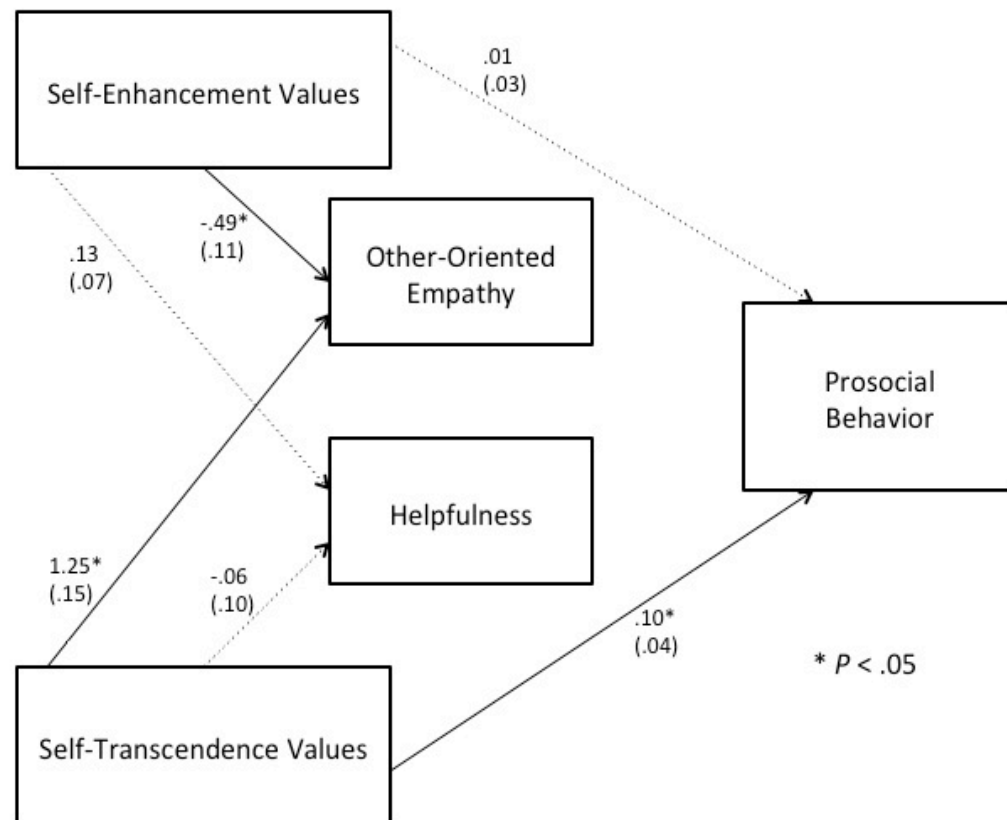 Self-Enhancement Values
.01
(.03)
-.49*
(.11)
.13
(.07)
Other-Oriented
Empathy
Prosocial
Behavior
Helpfulness
1.25*
(.15)
-.06
(.10)
.10*
(.04)
* P < .05
Self-Transcendence Values